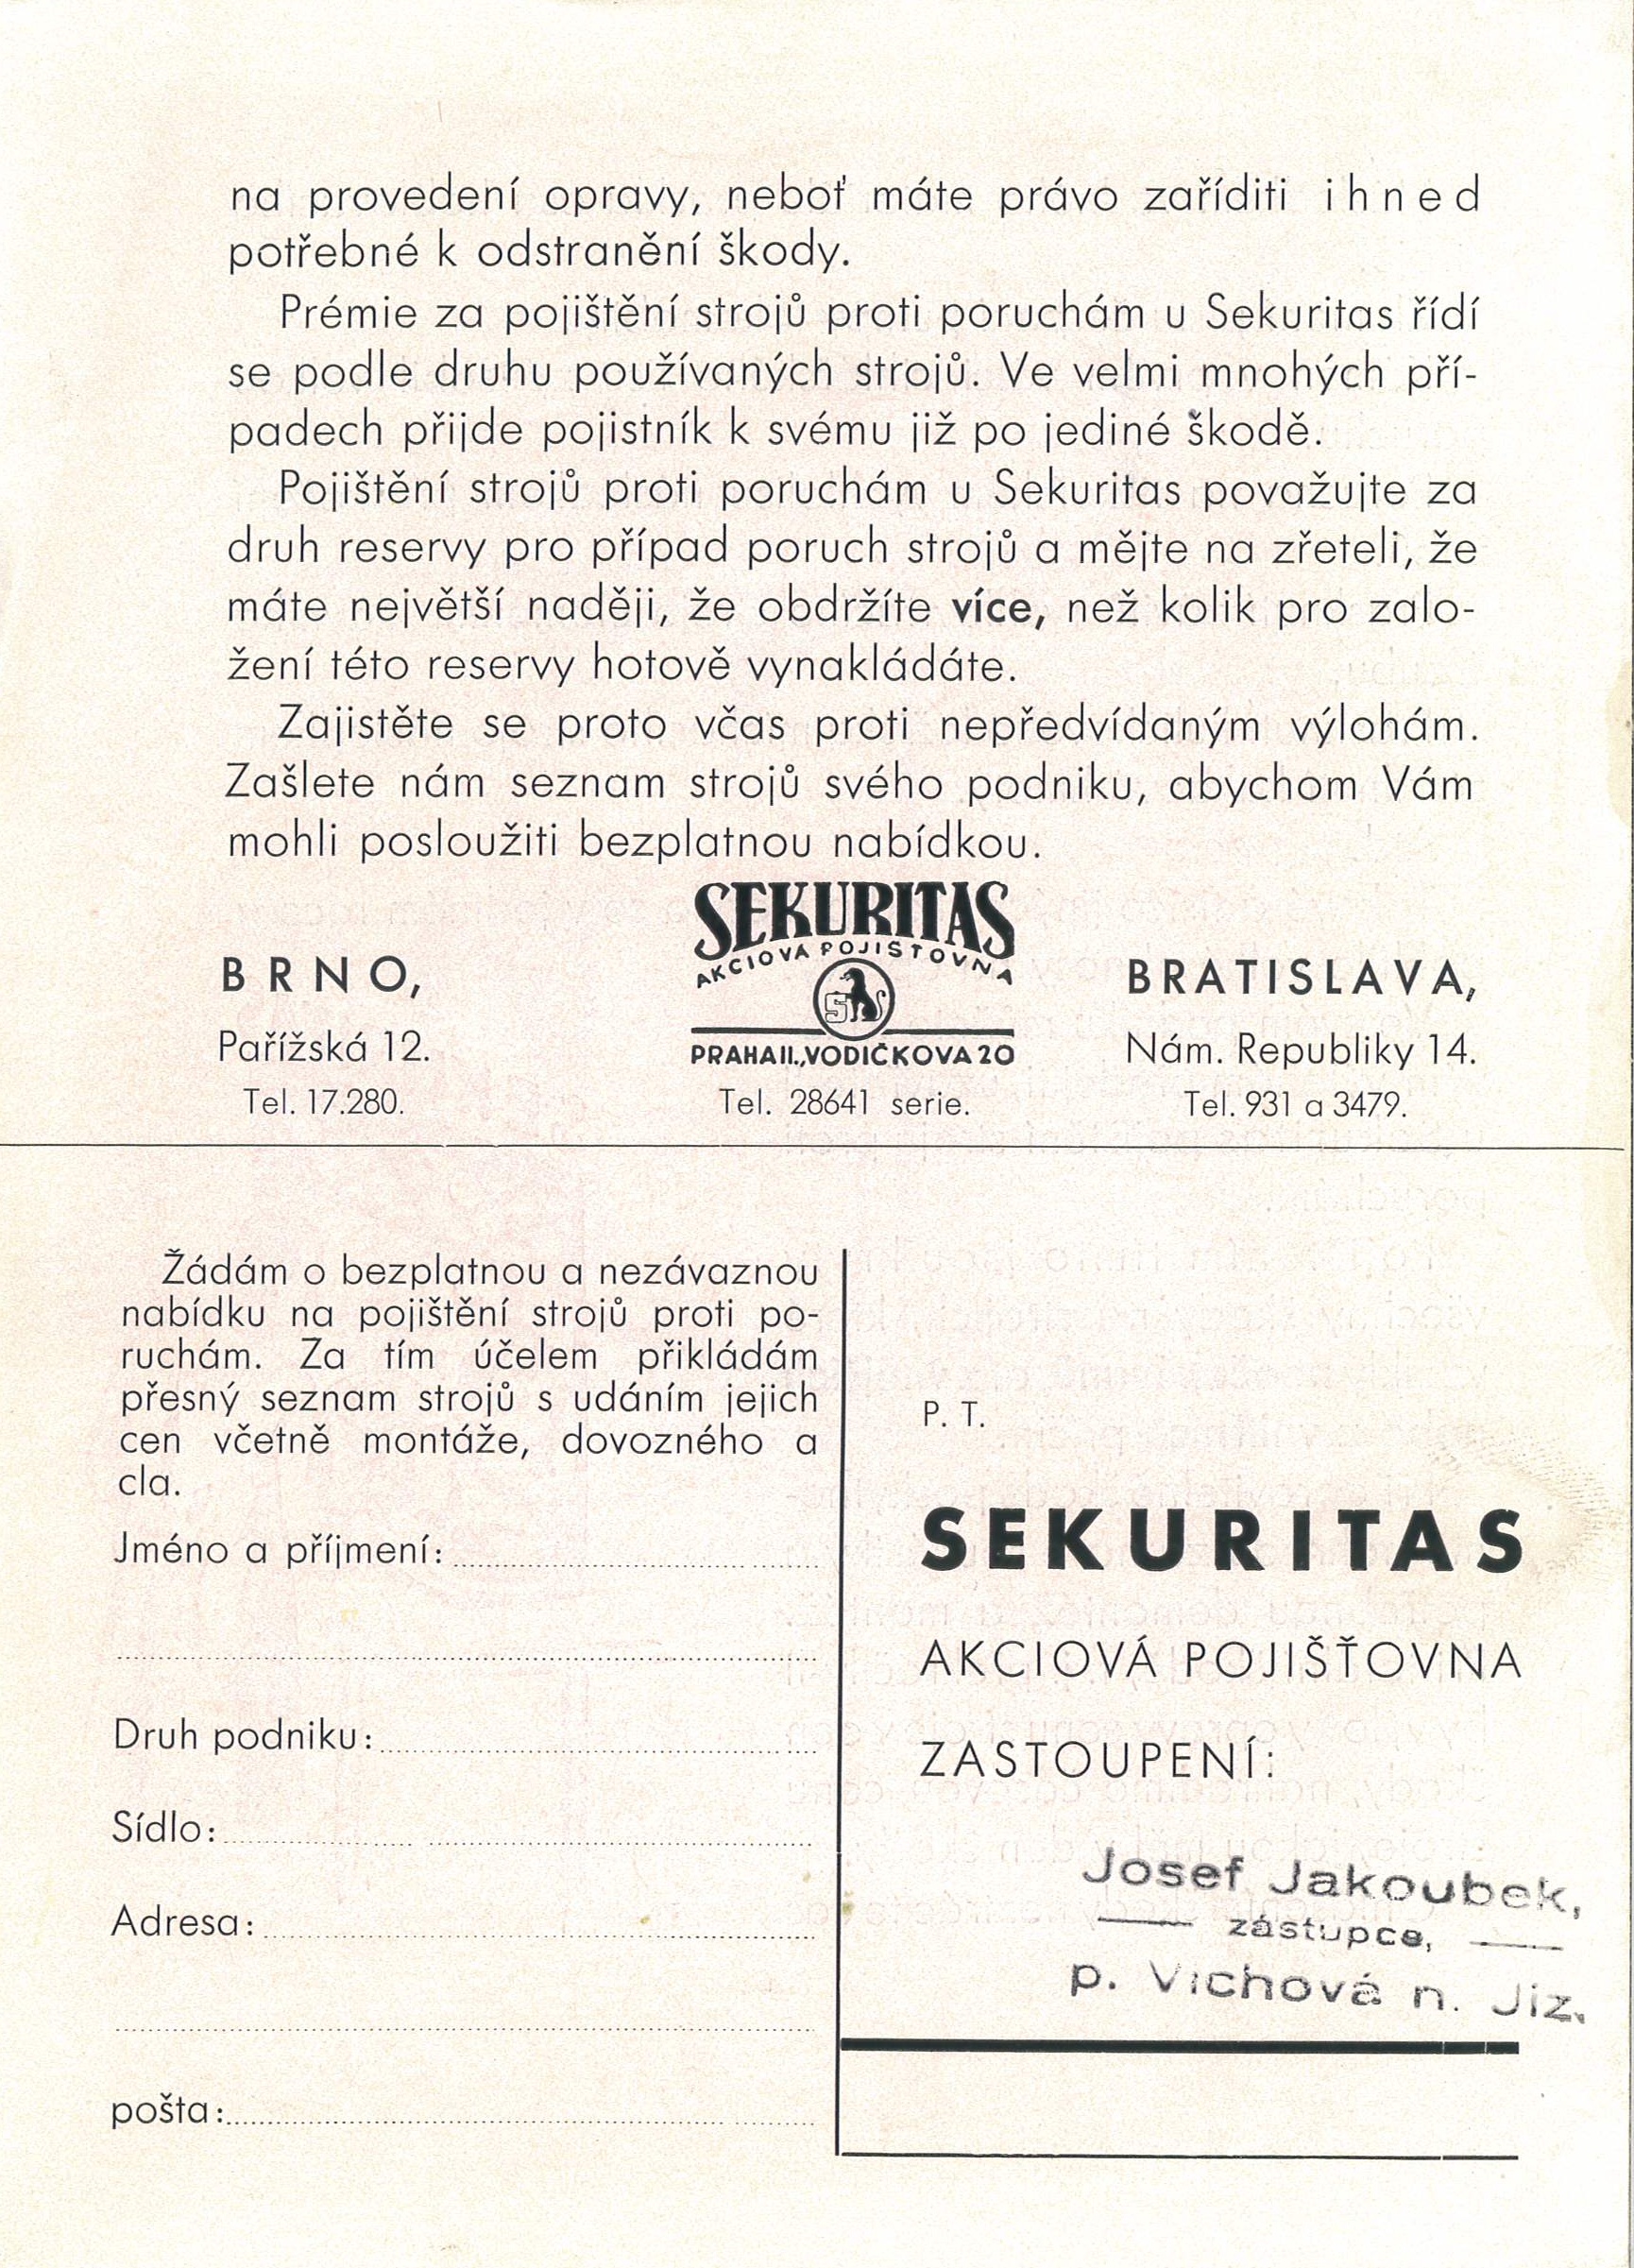 na provedení opravy, neboť máte právo zaříditi ihned
potřebné k odstranění škody.
Prémie za pojištění strojů proti poruchám u Sekuritas řídí
se podle druhu používaných strojů. Ve velmi mnohých pří-
padech přijde pojistník k svému již po jediné škodě.
Pojištění strojů proti poruchám u Sekuritas považujte za
druh reservy pro případ poruch strojů a mějte na zřeteli, že
máte největší naději, že obdržíte více, než kolik pro zalo-
žení této reservy hotově vynakládáte.
Zajistěte se proto včas proti nepředvídaným výlohám.
Zašlete nám seznam strojů svého podniku, abychom Vám
mohli posloužiti bezplatnou nabídkou.
BRNO,
Pařížská 12.
Tel. 17.280.
SEKURITAS
AKCIOVA POJISTOVNA
S
PRAHA II., VODIČKOVA 20
Tel. 28641 serie.
BRATISLAVA,
Nám. Republiky 14.
Tel. 931 a 3479.
Žádám o bezplatnou a nezávaznou
nabídku na pojištění strojů proti po-
ruchám. Za tím účelem přikládám
přesný seznam strojů s udáním jejich
cen včetně montáže, dovozného a
cla.
Jméno a příjmení:
Druh podniku:
Sídlo:
Adresa:
pošta:
P. T.
SEKURITAS
AKCIOVÁ POJIŠŤOVNA
ZASTOUPENÍ:
Josef Jakoubek,
zástupce,
p. Víchová n. Jiz.